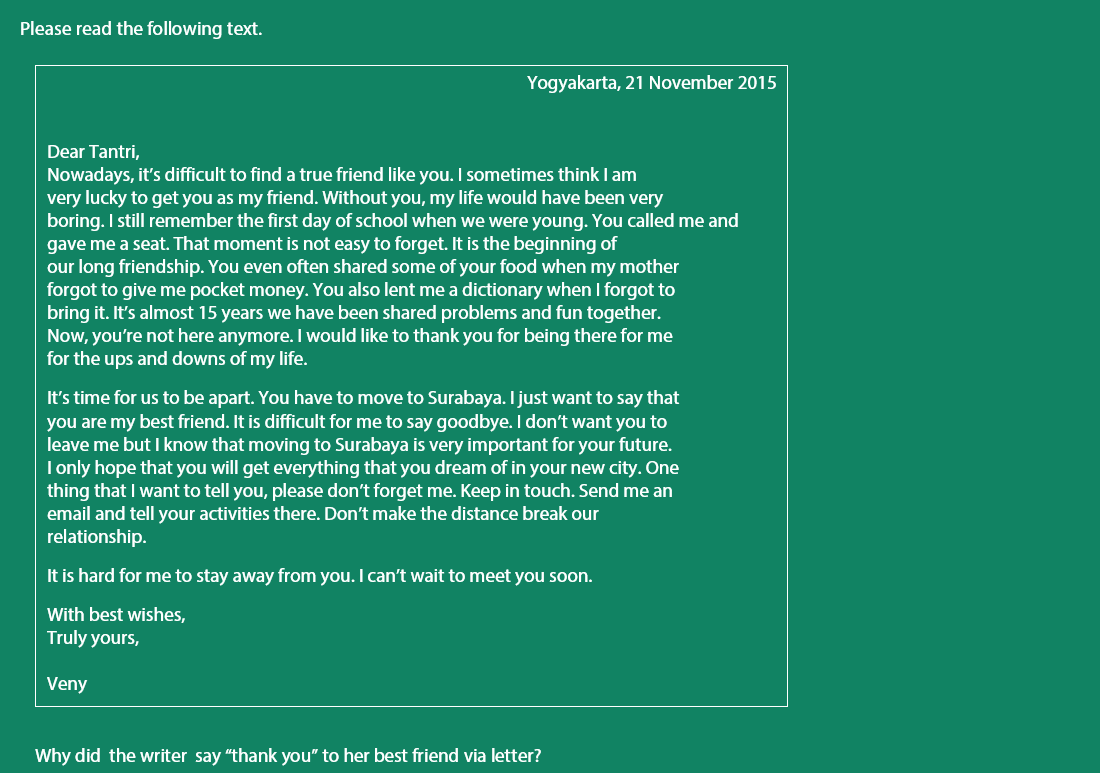 Please read the following text.
Yogyakarta, 21 November 2015
Dear Tantri,
Nowadays, it’s difficult to find a true friend like you. I sometimes think I am
very lucky to get you as my friend. Without you, my life would have been very
boring. I still remember the first day of school when we were young. You called me and
gave me a seat. That moment is not easy to forget. It is the beginning of
our long friendship. You even often shared some of your food when my mother
forgot to give me pocket money. You also lent me a dictionary when I forgot to
bring it. It’s almost 15 years we have been shared problems and fun together.
Now, you’re not here anymore. I would like to thank you for being there for me
for the ups and downs of my life.
It’s time for us to be apart. You have to move to Surabaya. I just want to say that
you are my best friend. It is difficult for me to say goodbye. I don’t want you to
leave me but I know that moving to Surabaya is very important for your future.
I only hope that you will get everything that you dream of in your new city. One
thing that I want to tell you, please don’t forget me. Keep in touch. Send me an
email and tell your activities there. Don’t make the distance break our
relationship.
It is hard for me to stay away from you. I can’t wait to meet you soon.
With best wishes,
Truly yours,
Veny
Why did  the writer  say “thank you” to her best friend via letter?